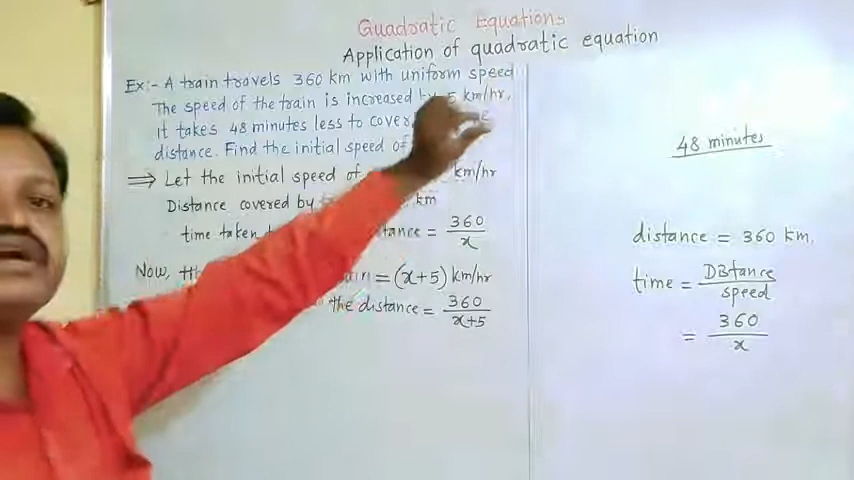 Quadratic Equations
Application of quadratic equation
Ex:- A train travels 360 km with uniform speed
The speed of the train is increased by 5 km/hr,
it takes 48 minutes less to cover
distance. Find the initial speed of
⟹ Let the initial speed of km/hr
Distance covered by km
time taken distance = 360/x
Now, = (x+5) km/hr
the distance = 360/x+5
48 minutes
distance = 360 km.
time = Distance/speed
= 360/x